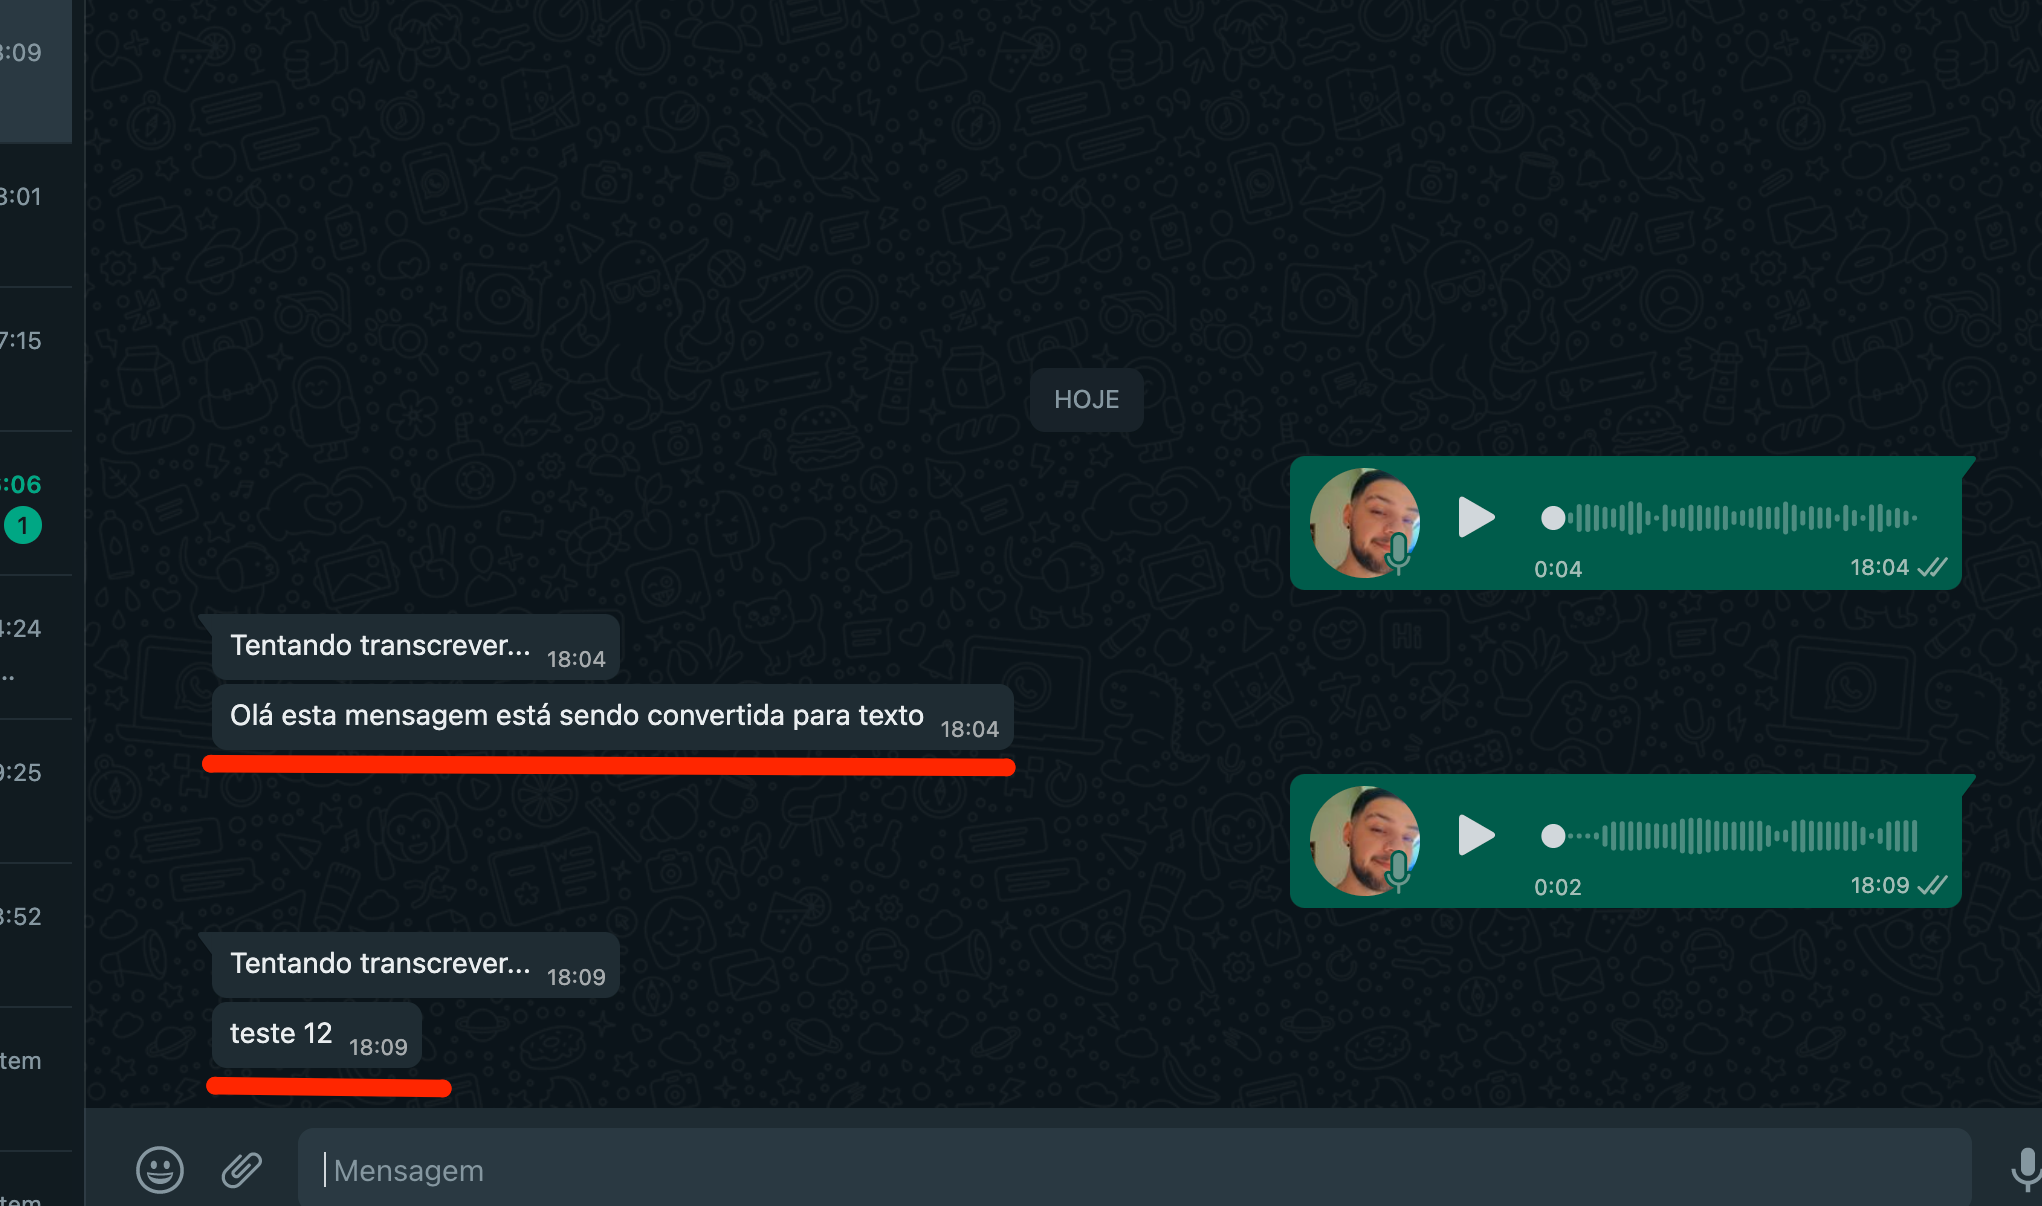 HOJE
0:04
18:04
Tentando transcrever... 18:04
Olá esta mensagem está sendo convertida para texto 18:04
0:02
18:09
Tentando transcrever... 18:09
teste 12 18:09
Mensagem
:06
1
:09
:01
:15
:24
..
:25
:52
tem
tem